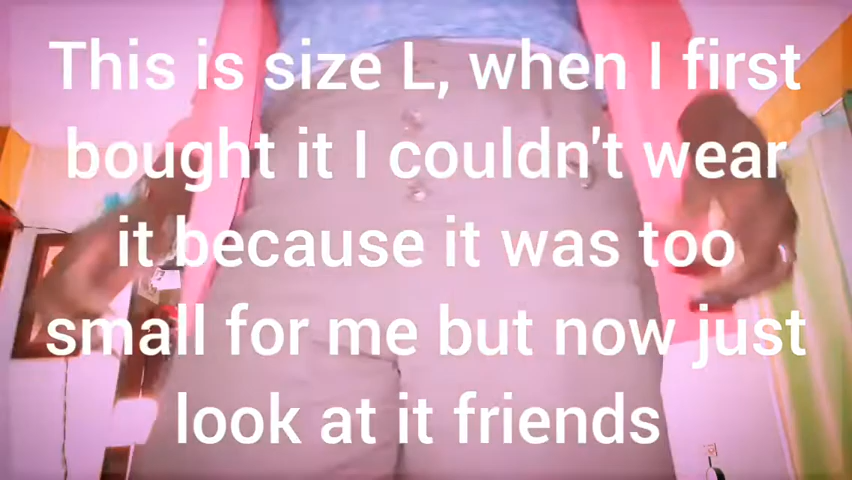 This is size L, when I first
bought it I couldn't wear
it because it was too
small for me but now just
look at it friends